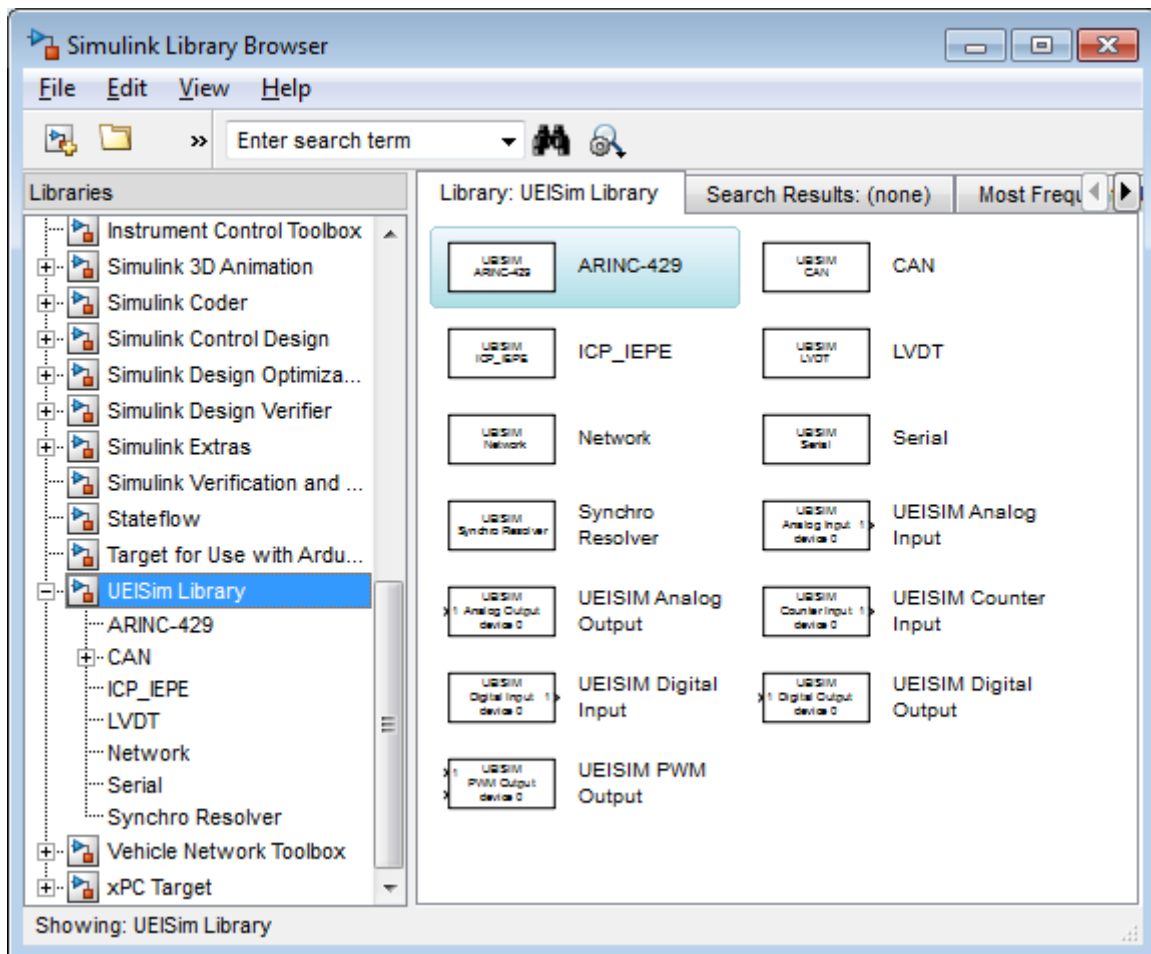 Simulink Library Browser
File Edit View Help
» Enter search term
Libraries
Instrument Control Toolbox
Simulink 3D Animation
Simulink Coder
Simulink Control Design
Simulink Design Optimiza...
Simulink Design Verifier
Simulink Extras
Simulink Verification and ...
Stateflow
Target for Use with Ardu...
UEISim Library
ARINC-429
CAN
ICP_IEPE
LVDT
Network
Serial
Synchro Resolver
Vehicle Network Toolbox
xPC Target
Library: UEISim Library
Search Results: (none)
Most Frequ
UEISIM
ARINC-429
ARINC-429
UEISIM
CAN
CAN
UEISIM
ICP_IEPE
ICP_IEPE
UEISIM
LVDT
LVDT
UEISIM
Network
Network
UEISIM
Serial
Serial
UEISIM
Synchro Resolver
Synchro
Resolver
UEISIM
Analog Input 1
device 0
UEISIM Analog
Input
UEISIM
1 Analog Output
device 0
UEISIM Analog
Output
UEISIM
Counter Input 1
device 0
UEISIM Counter
Input
UEISIM
Digital Input 1
device 0
UEISIM Digital
Input
UEISIM
1 Digital Output
device 0
UEISIM Digital
Output
1 UEISIM
PWM Output
device 0
UEISIM PWM
Output
Showing: UEISim Library